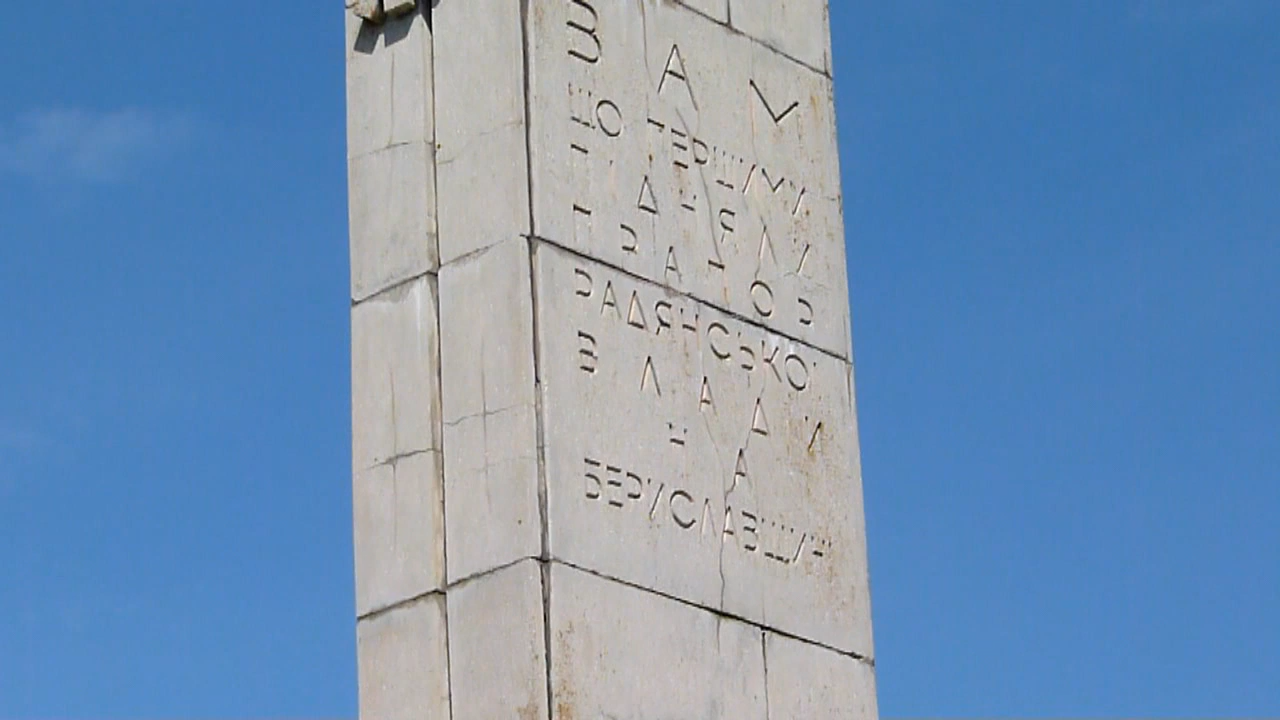 ВАМ
ЩО ПЕРШИМИ
ПІДНЯЛИ
ПРАПОР
РАДЯНСЬКОЇ
ВЛАДИ
НА
БЕРИСЛАВЩИНІ